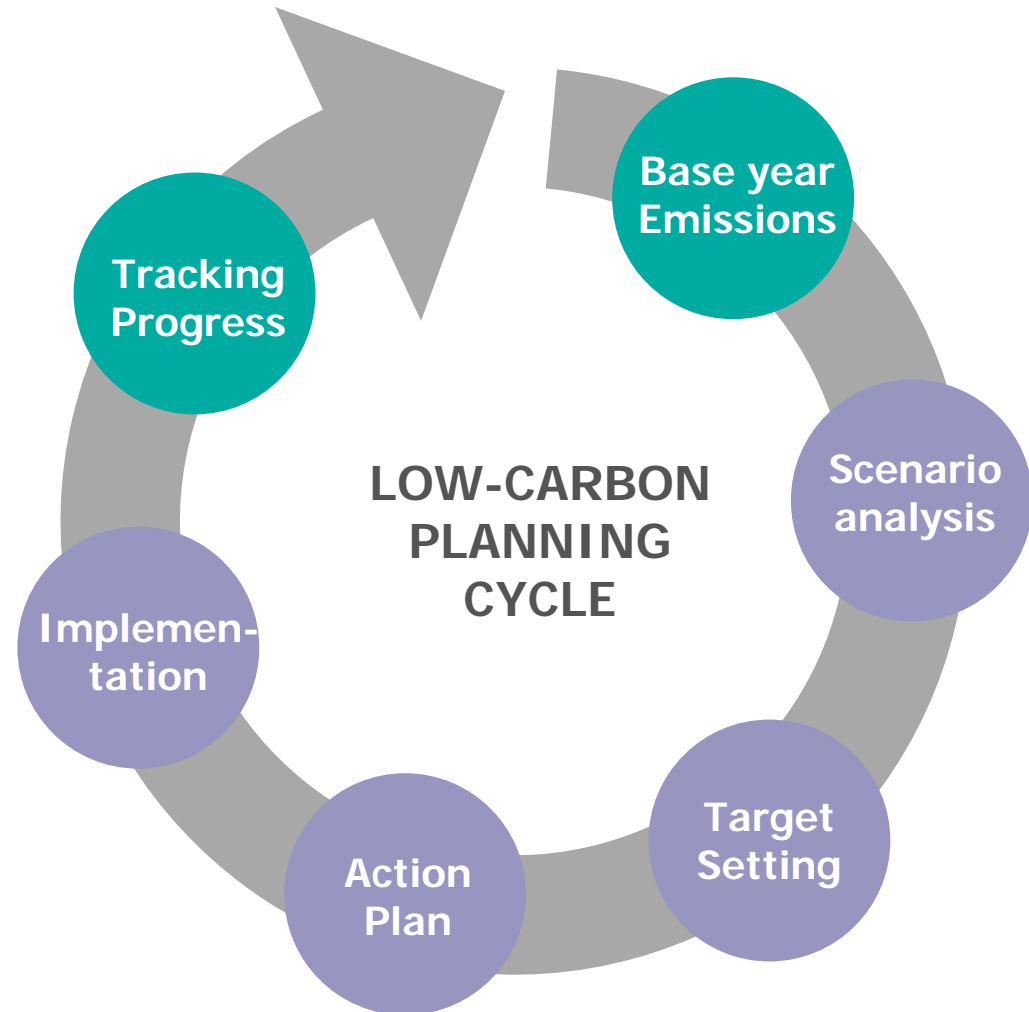 Base year
Emissions
Tracking
Progress
LOW-CARBON
PLANNING
CYCLE
Scenario
analysis
Implemen-
tation
Target
Setting
Action
Plan